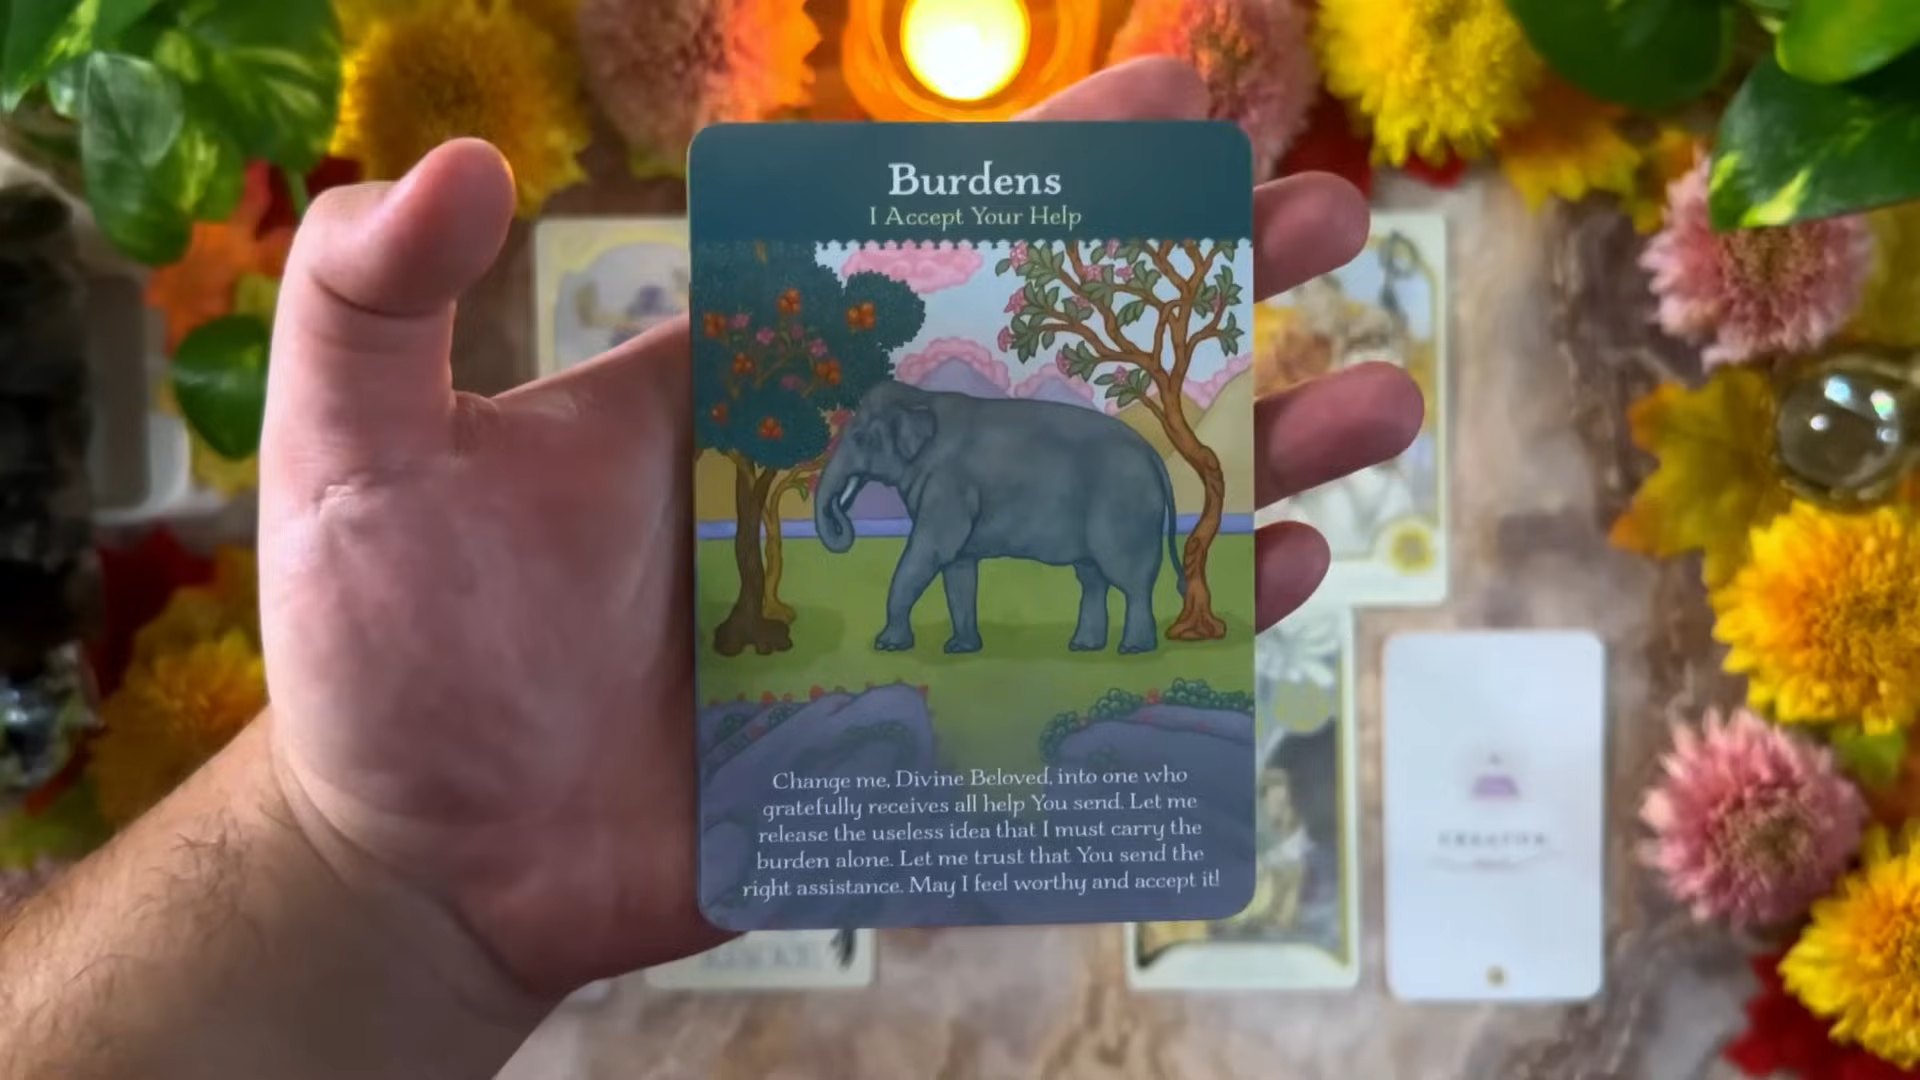 Burdens
I Accept Your Help
Change me, Divine Beloved, into one who
gratefully receives all help You send. Let me
release the useless idea that I must carry the
burden alone. Let me trust that You send the
right assistance. May I feel worthy and accept it!
CREATOR